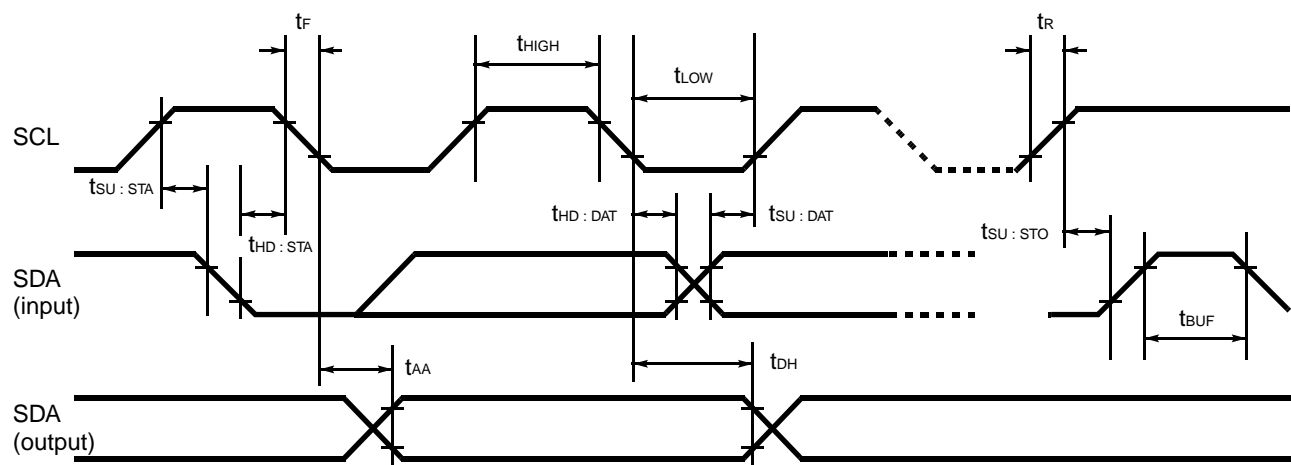 tF
tHIGH
tR
tLOW
SCL
tSU : STA
tHD : STA
tHD : DAT
tSU : DAT
tSU : STO
SDA
(input)
tBUF
tAA
tDH
SDA
(output)